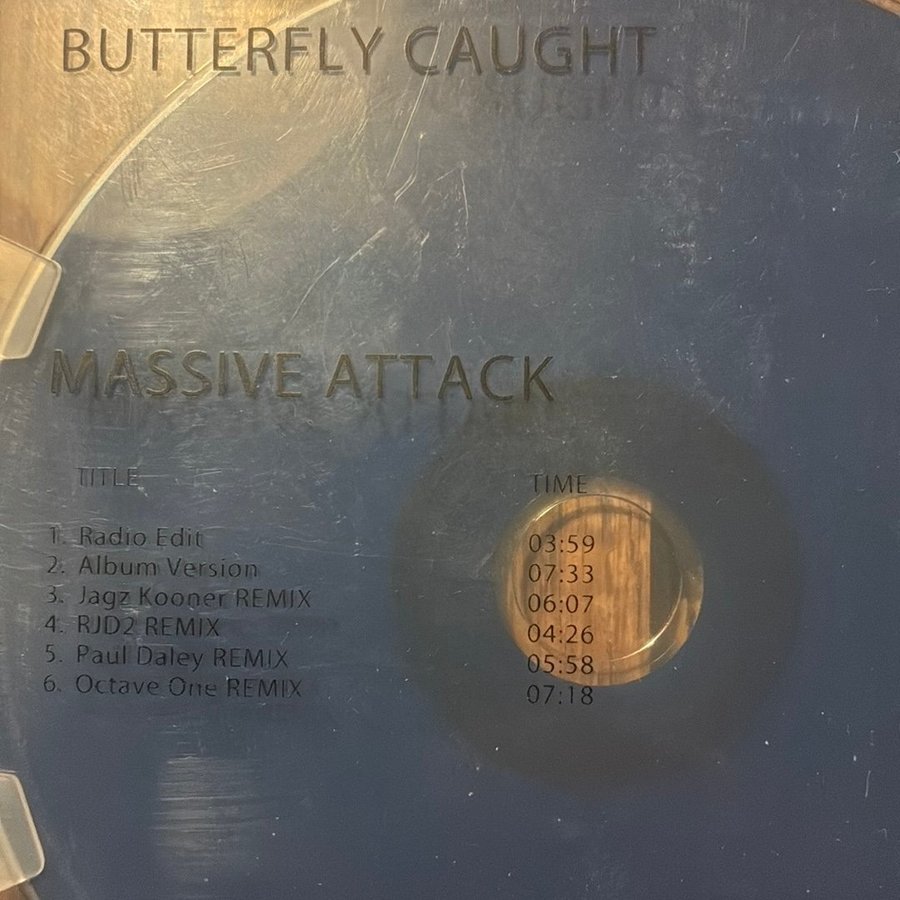 BUTTERFLY CAUGHT
MASSIVE ATTACK
TITLE TIME
1. Radio Edit 03:59
2. Album Version 07:33
3. Jagz Kooner REMIX 06:07
4. RJD2 REMIX 04:26
5. Paul Daley REMIX 05:58
6. Octave One REMIX 07:18